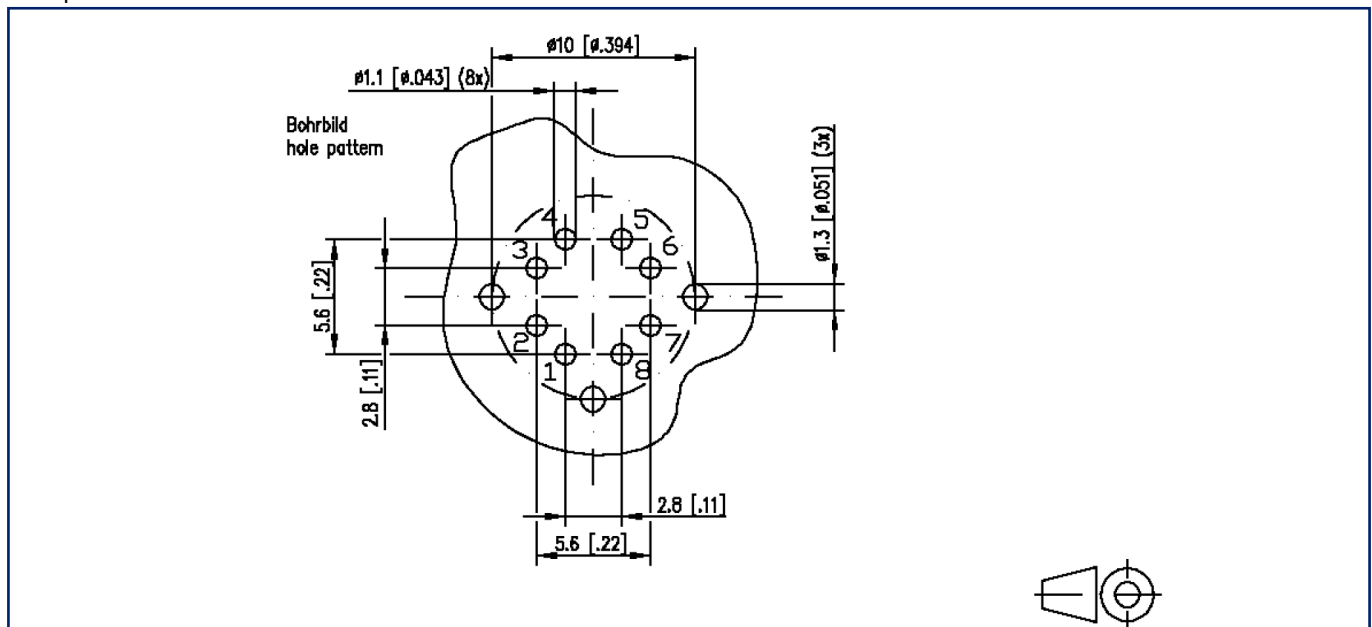 ø10 [ø.394]
ø1.1 [ø.043] (8x)
Bohrbild
hole pattern
ø1.3 [ø.051] (3x)
4 5
3 6
5.6 [.22]
2 7
1 8
2.8 [.11]
2.8 [.11]
5.6 [.22]